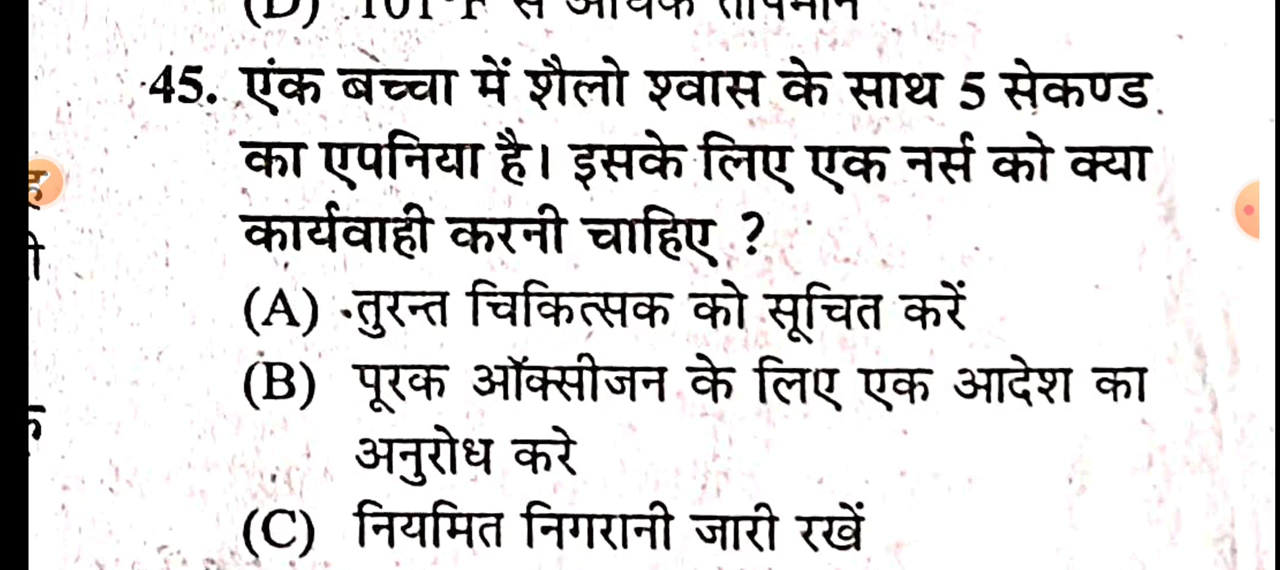 45. एंक बच्चा में शैलो श्वास के साथ 5 सेकण्ड
का एपनिया है। इसके लिए एक नर्स को क्या
कार्यवाही करनी चाहिए ?
(A) तुरन्त चिकित्सक को सूचित करें
(B) पूरक ऑक्सीजन के लिए एक आदेश का
अनुरोध करे
(C) नियमित निगरानी जारी रखें